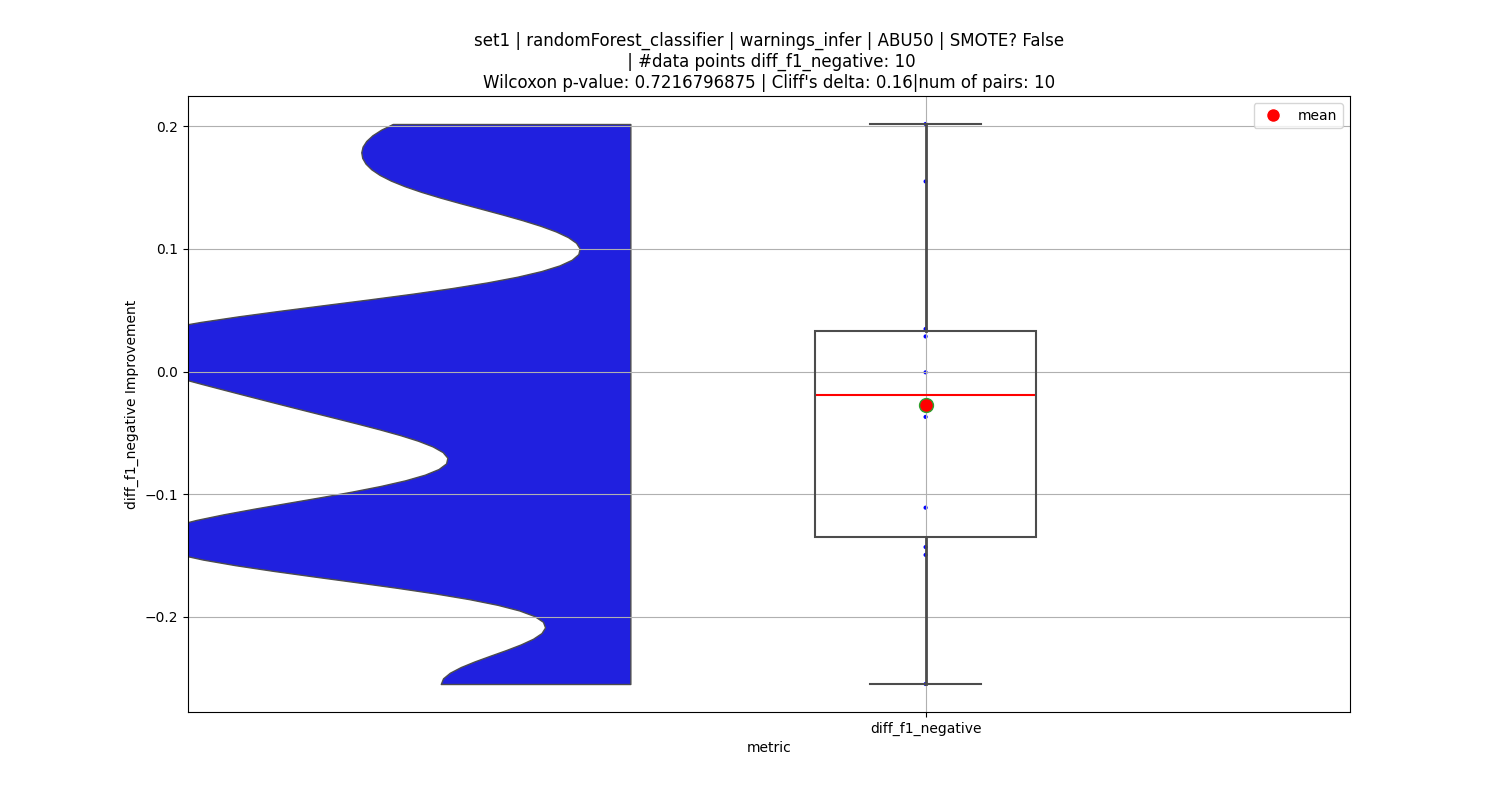 set1 | randomForest_classifier | warnings_infer | ABU50 | SMOTE? False
| #data points diff_f1_negative: 10
Wilcoxon p-value: 0.7216796875 | Cliff's delta: 0.16|num of pairs: 10
mean
0.2
0.1
0.0
−0.1
−0.2
diff_f1_negative Improvement
diff_f1_negative
metric